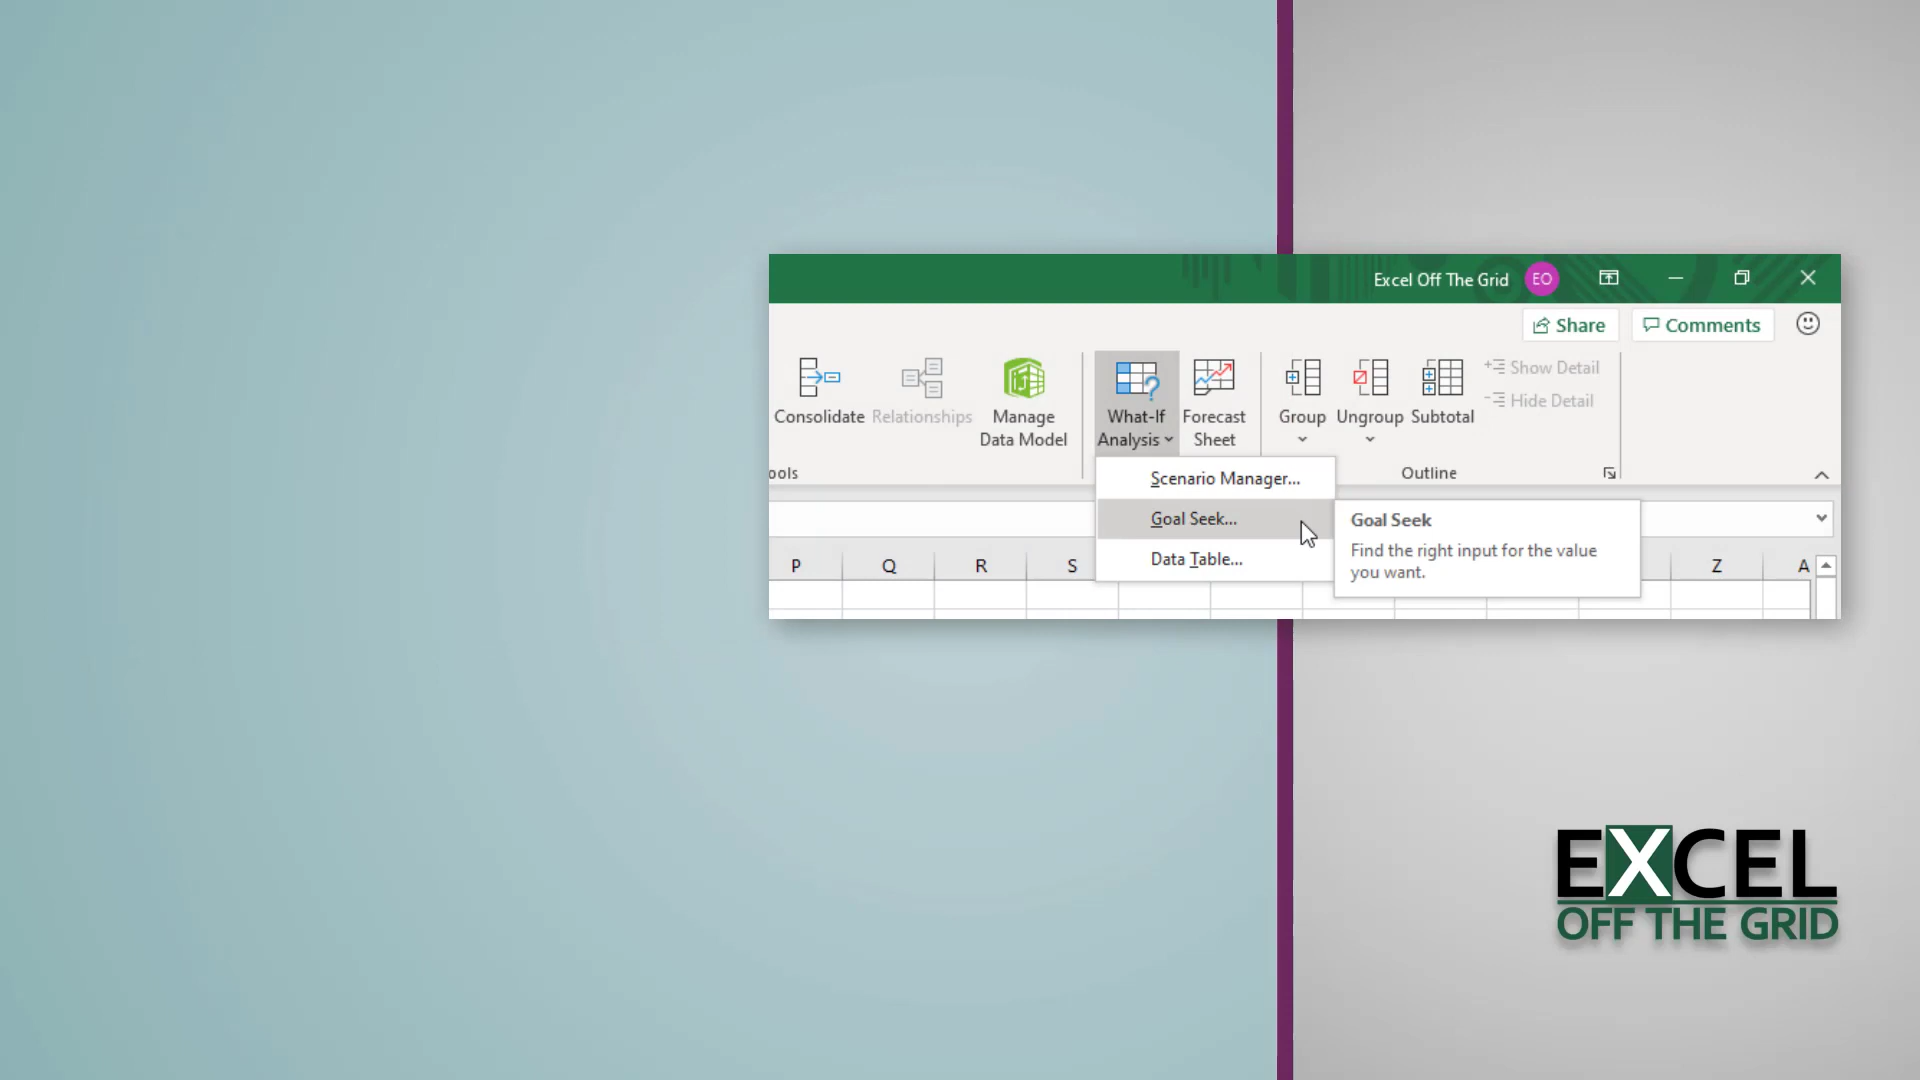 Excel Off The Grid EO
Share Comments
Consolidate Relationships Manage Data Model What-If Analysis Forecast Sheet Group Ungroup Subtotal
Show Detail
Hide Detail
ools
Outline
Scenario Manager...
Goal Seek...
Data Table...
Goal Seek
Find the right input for the value
you want.
P Q R S Z A
EXCEL
OFF THE GRID